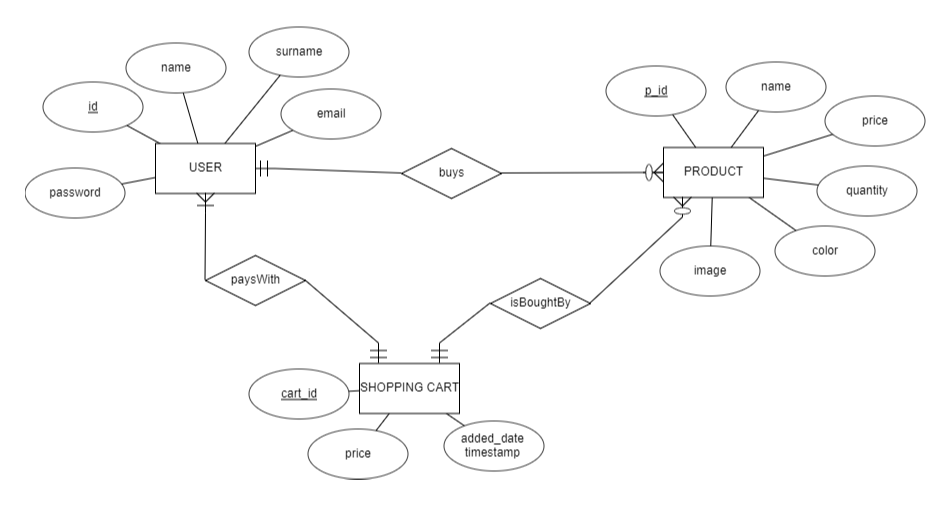 surname
name
id
email
USER
password
buys
p_id
name
price
PRODUCT
quantity
color
image
paysWith
isBoughtBy
SHOPPING CART
cart_id
price
added_date
timestamp